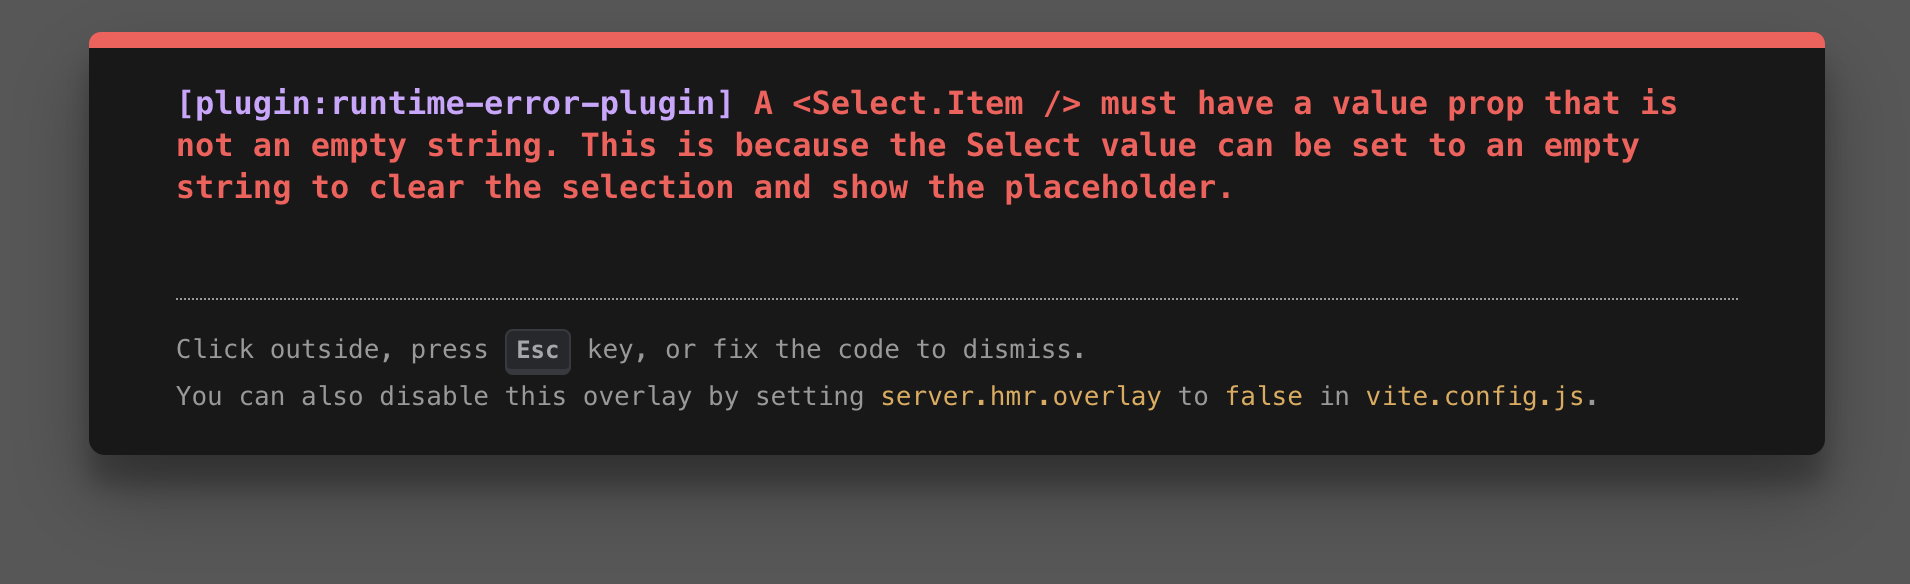 [plugin:runtime-error-plugin] A <Select.Item /> must have a value prop that is
not an empty string. This is because the Select value can be set to an empty
string to clear the selection and show the placeholder.
Click outside, press Esc key, or fix the code to dismiss.
You can also disable this overlay by setting server.hmr.overlay to false in vite.config.js.